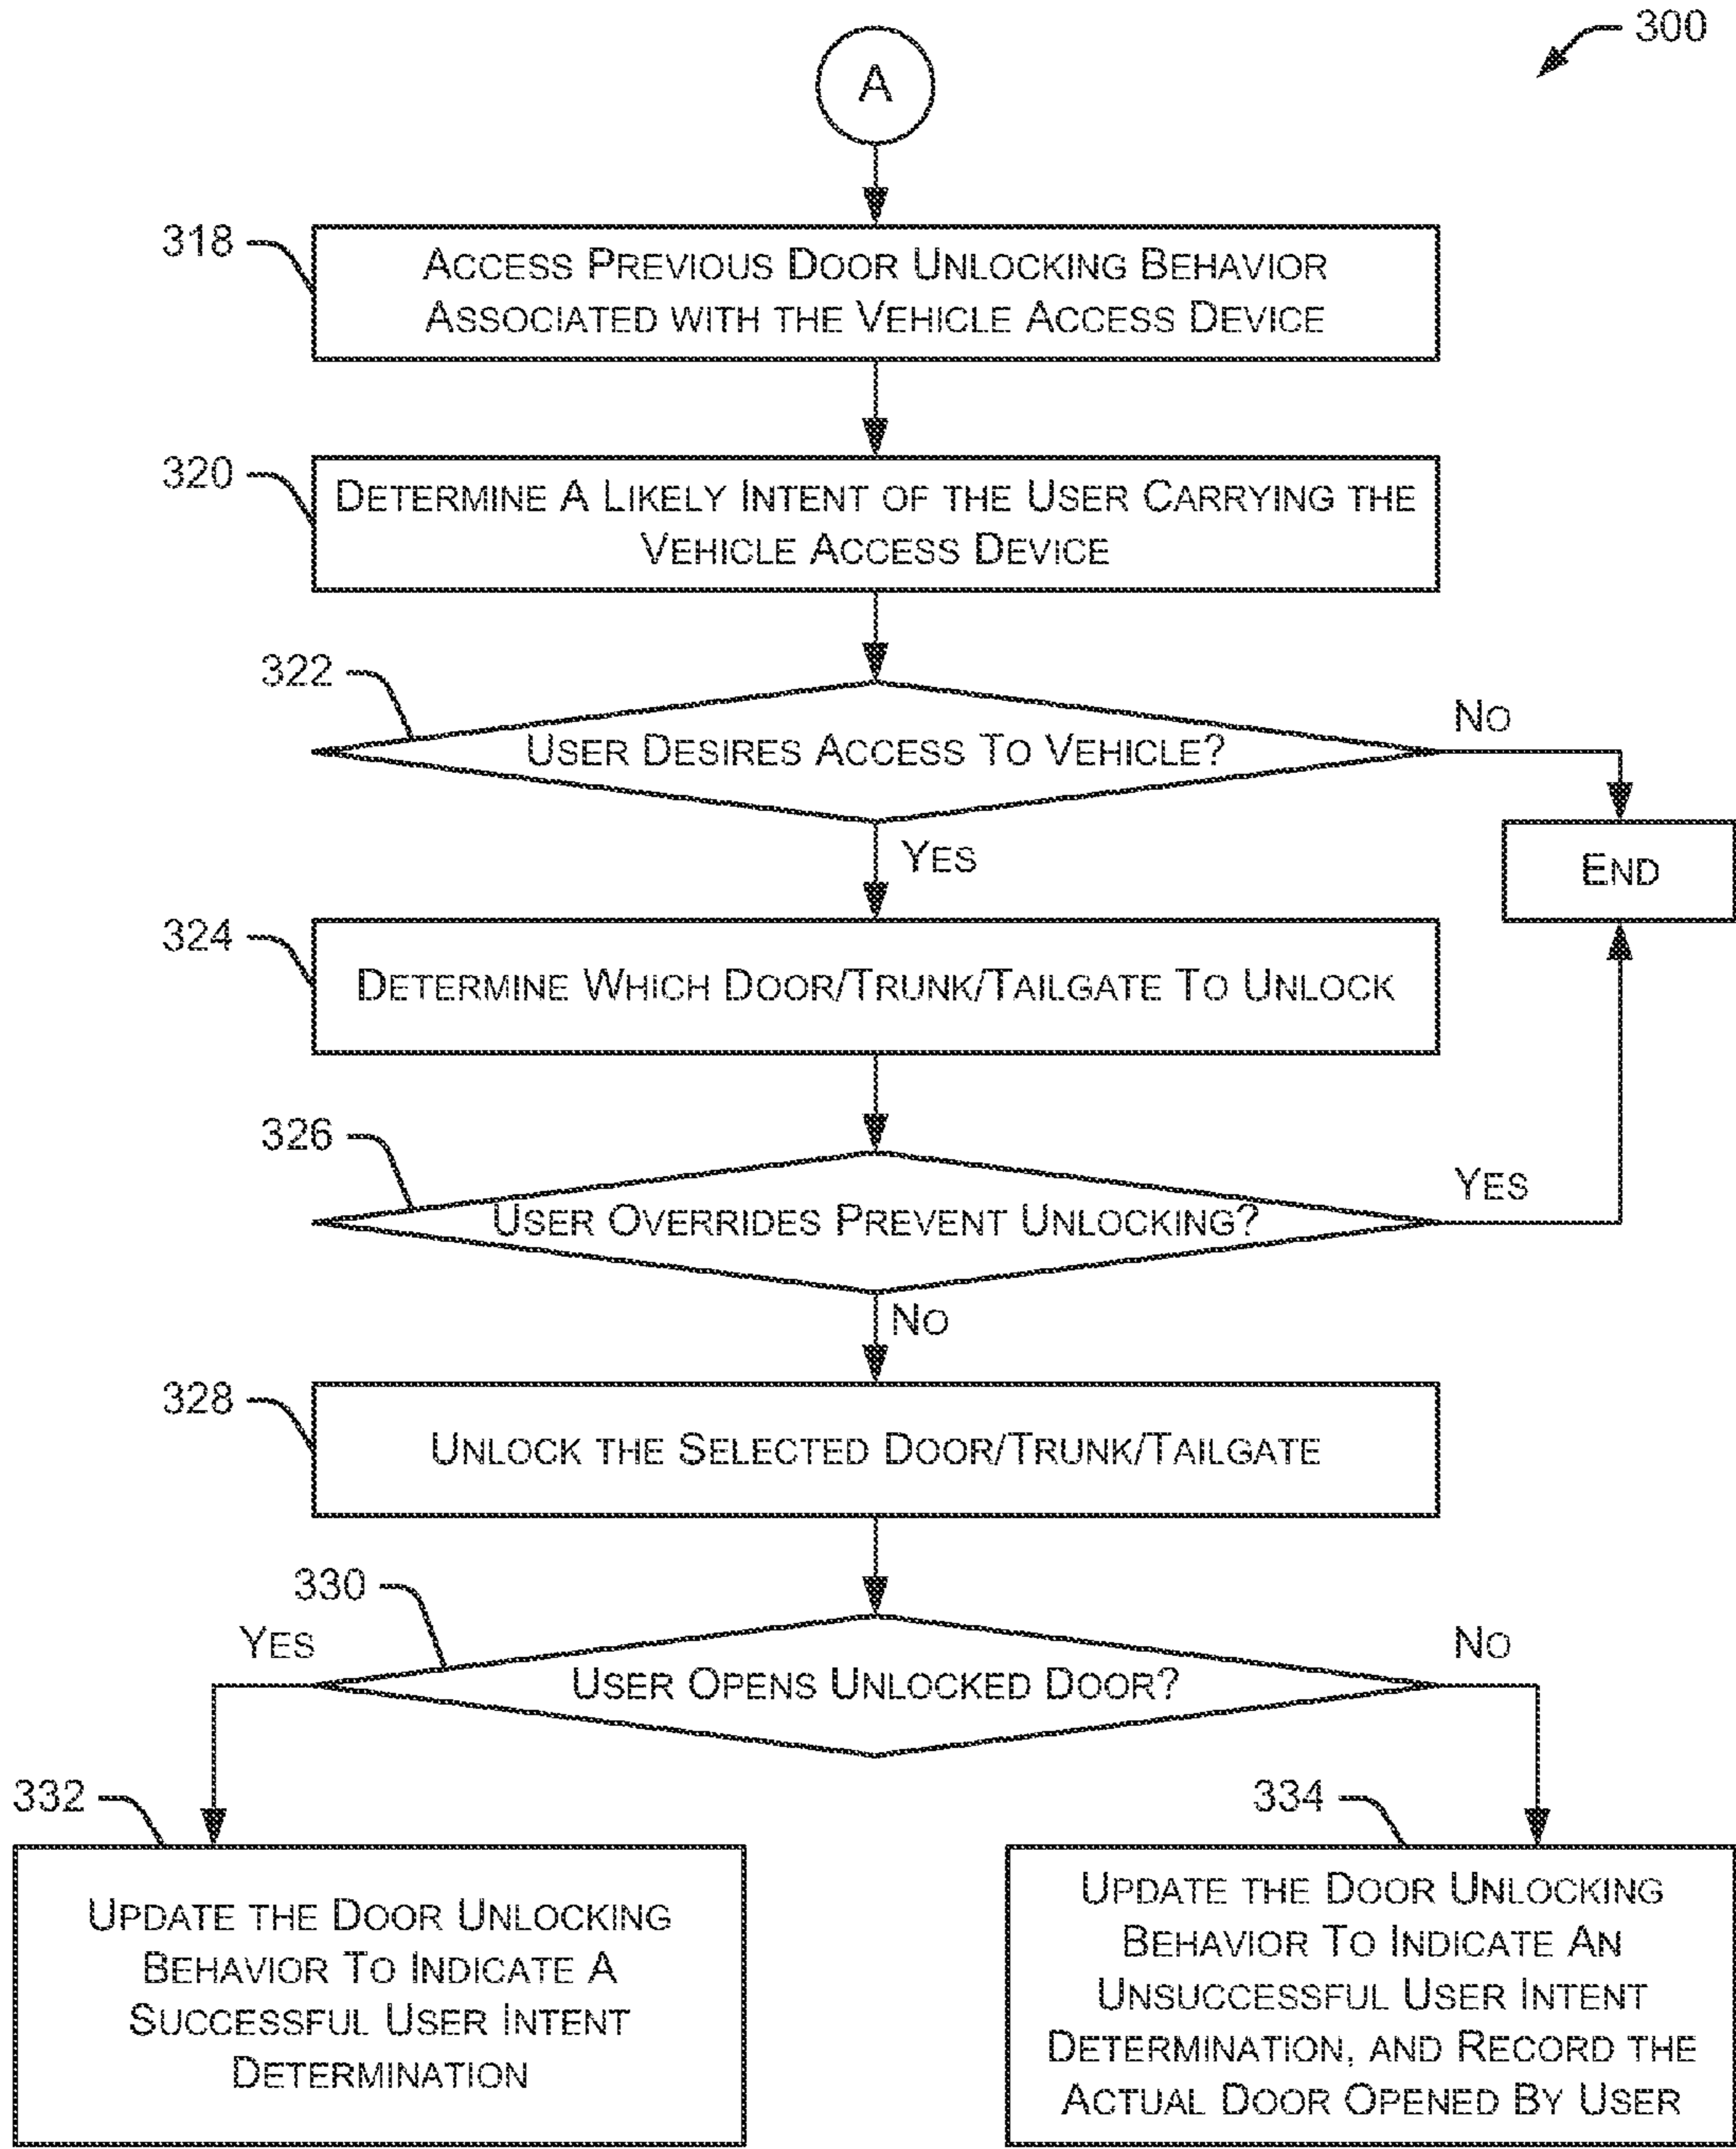 300
A
318
ACCESS PREVIOUS DOOR UNLOCKING BEHAVIOR
ASSOCIATED WITH THE VEHICLE ACCESS DEVICE
320
DETERMINE A LIKELY INTENT OF THE USER CARRYING THE
VEHICLE ACCESS DEVICE
322
NO
USER DESIRES ACCESS TO VEHICLE?
YES
END
324
DETERMINE WHICH DOOR/TRUNK/TAILGATE TO UNLOCK
326
YES
USER OVERRIDES PREVENT UNLOCKING?
NO
328
UNLOCK THE SELECTED DOOR/TRUNK/TAILGATE
330
YES
NO
USER OPENS UNLOCKED DOOR?
332
UPDATE THE DOOR UNLOCKING
BEHAVIOR TO INDICATE A
SUCCESSFUL USER INTENT
DETERMINATION
334
UPDATE THE DOOR UNLOCKING
BEHAVIOR TO INDICATE AN
UNSUCCESSFUL USER INTENT
DETERMINATION, AND RECORD THE
ACTUAL DOOR OPENED BY USER